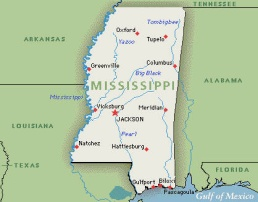 TENNESSEE
Tombigbee
ARKANSAS
Oxford
Yazoo
Tupelo
Greenville
Columbus
Big Black
ALABAMA
MISSISSIPPI
Mississippi
Vicksburg
Meridian
JACKSON
LOUISIANA
Pearl
Natchez
Hattiesburg
TEXAS
FLORIDA
Gulfport
Biloxi
Pascagoula
Gulf of Mexico